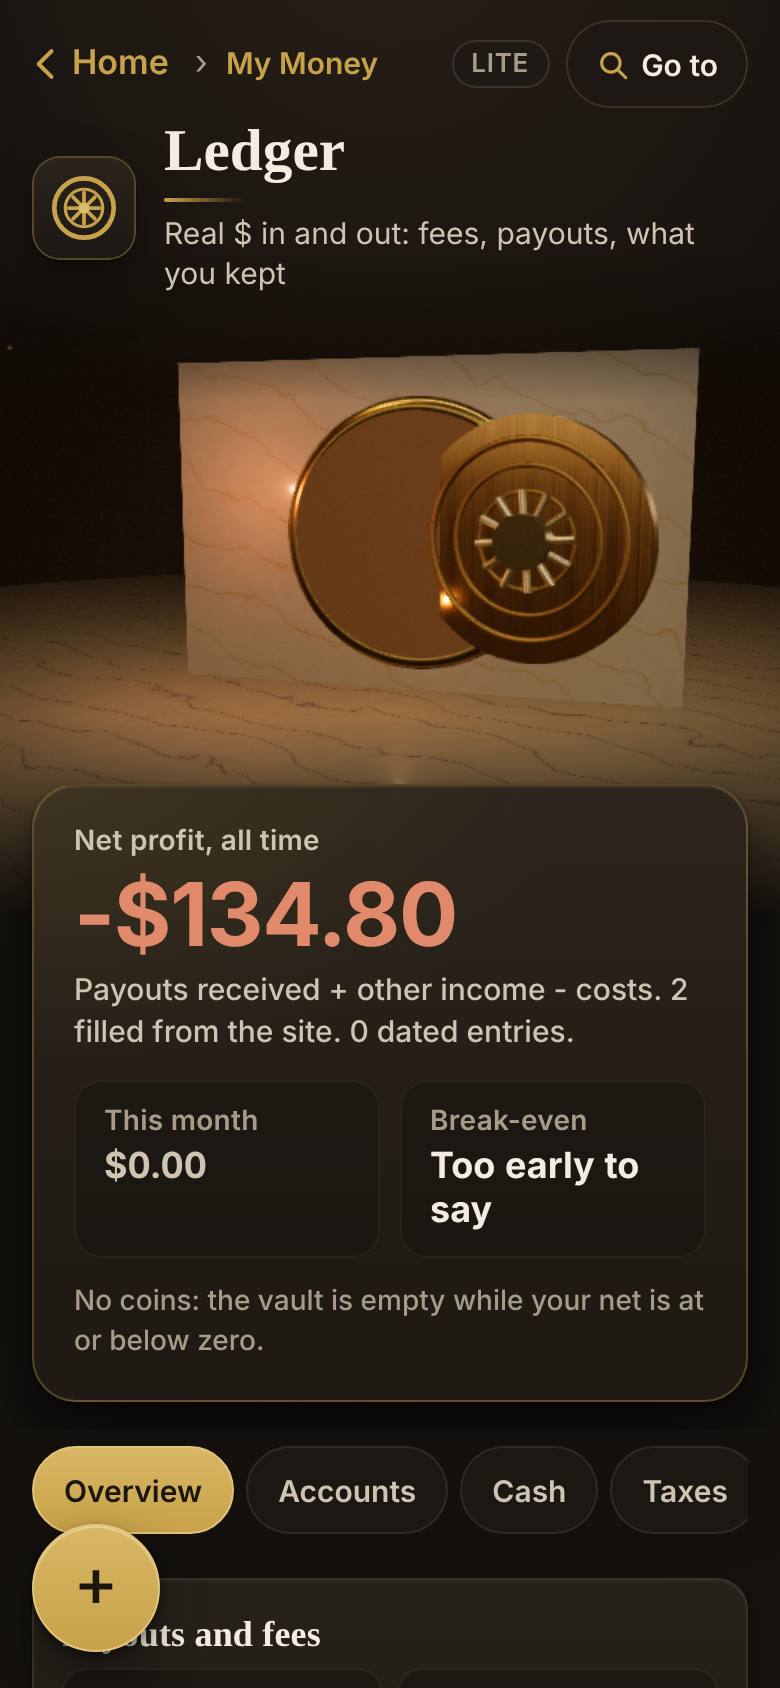 Home › My Money
LITE
Go to
Ledger
Real $ in and out: fees, payouts, what
you kept
Net profit, all time
-$134.80
Payouts received + other income - costs. 2
filled from the site. 0 dated entries.
This month
$0.00
Break-even
Too early to
say
No coins: the vault is empty while your net is at
or below zero.
Overview
Accounts
Cash
Taxes
+
outs and fees